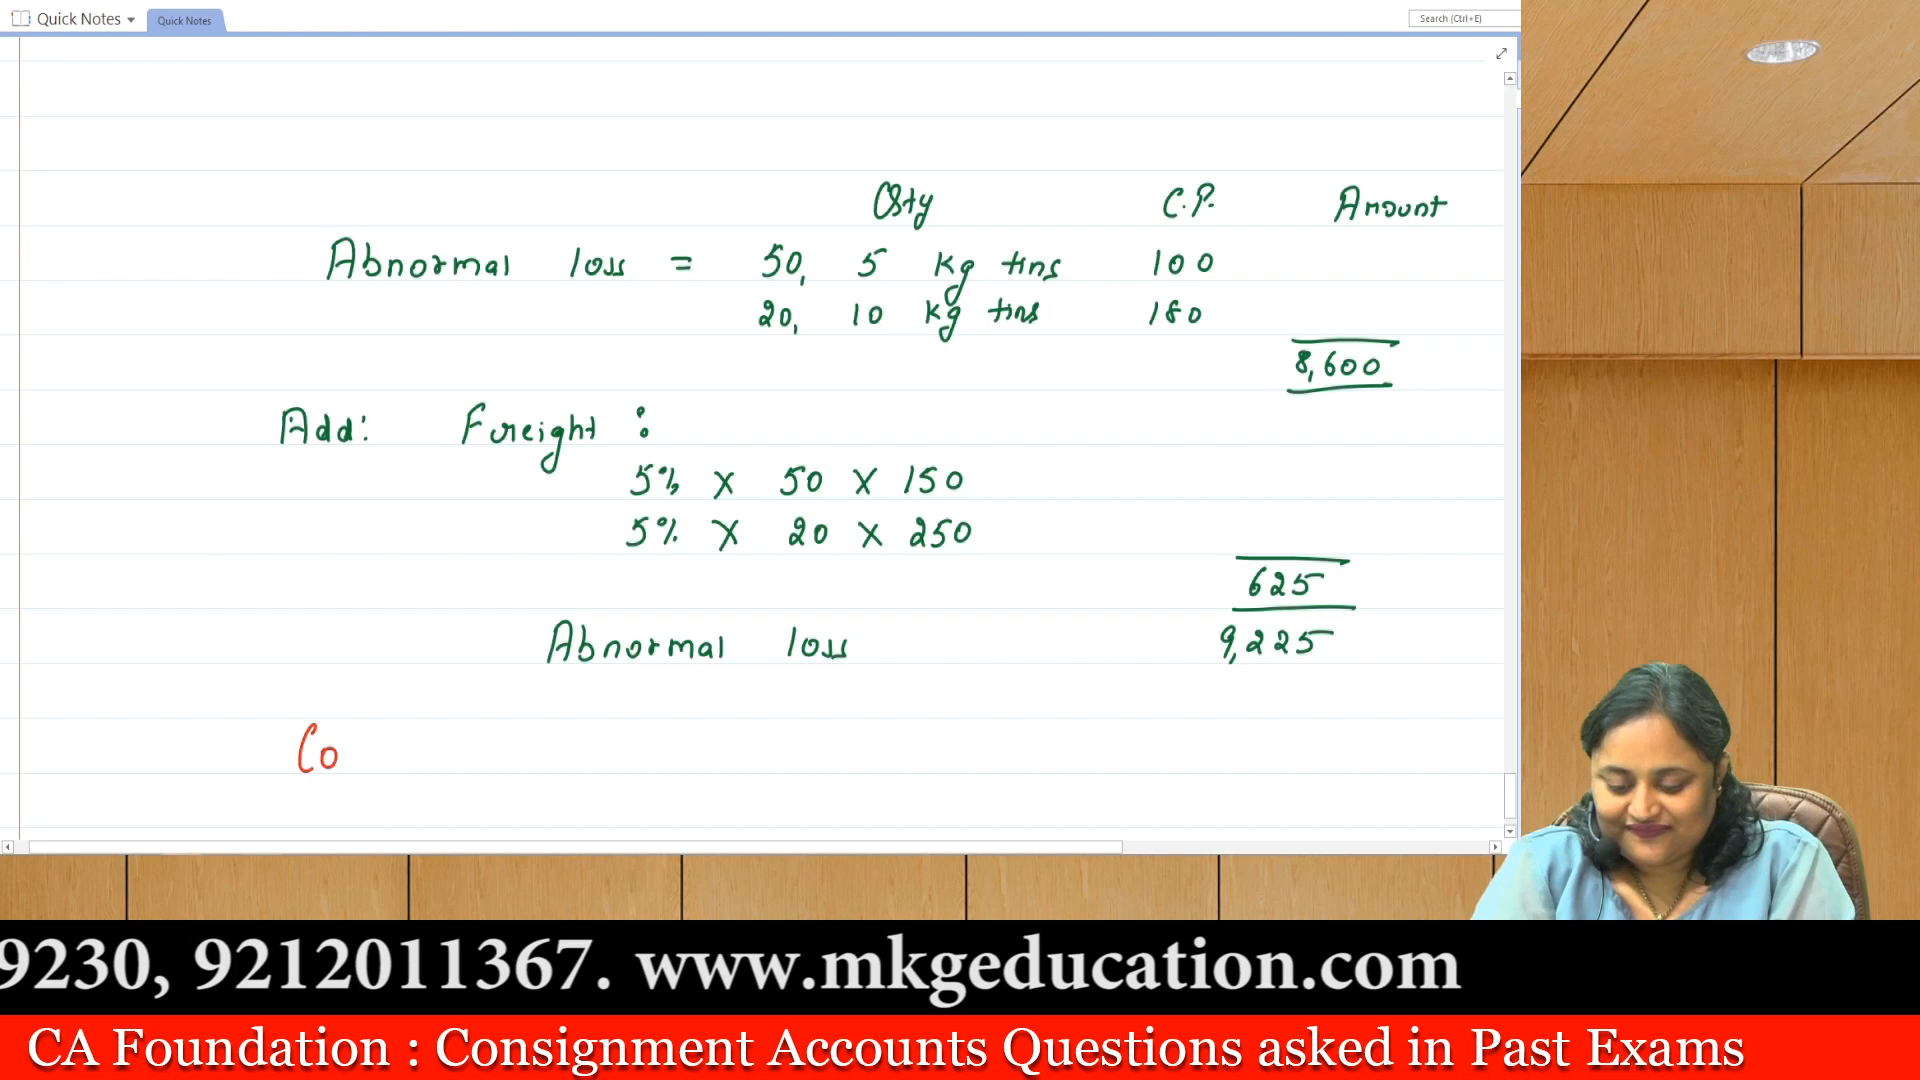 Quick Notes
Quick Notes
Search (Ctrl+E)
Qty C.P. Amount
Abnormal loss = 50, 5 kg tins 100
20, 10 kg tins 180
8,600
Add: Freight :
5% X 50 X 150
5% X 20 X 250
625
Abnormal loss 9,225
Co
9230, 9212011367. www.mkgeducation.com
CA Foundation : Consignment Accounts Questions asked in Past Exams